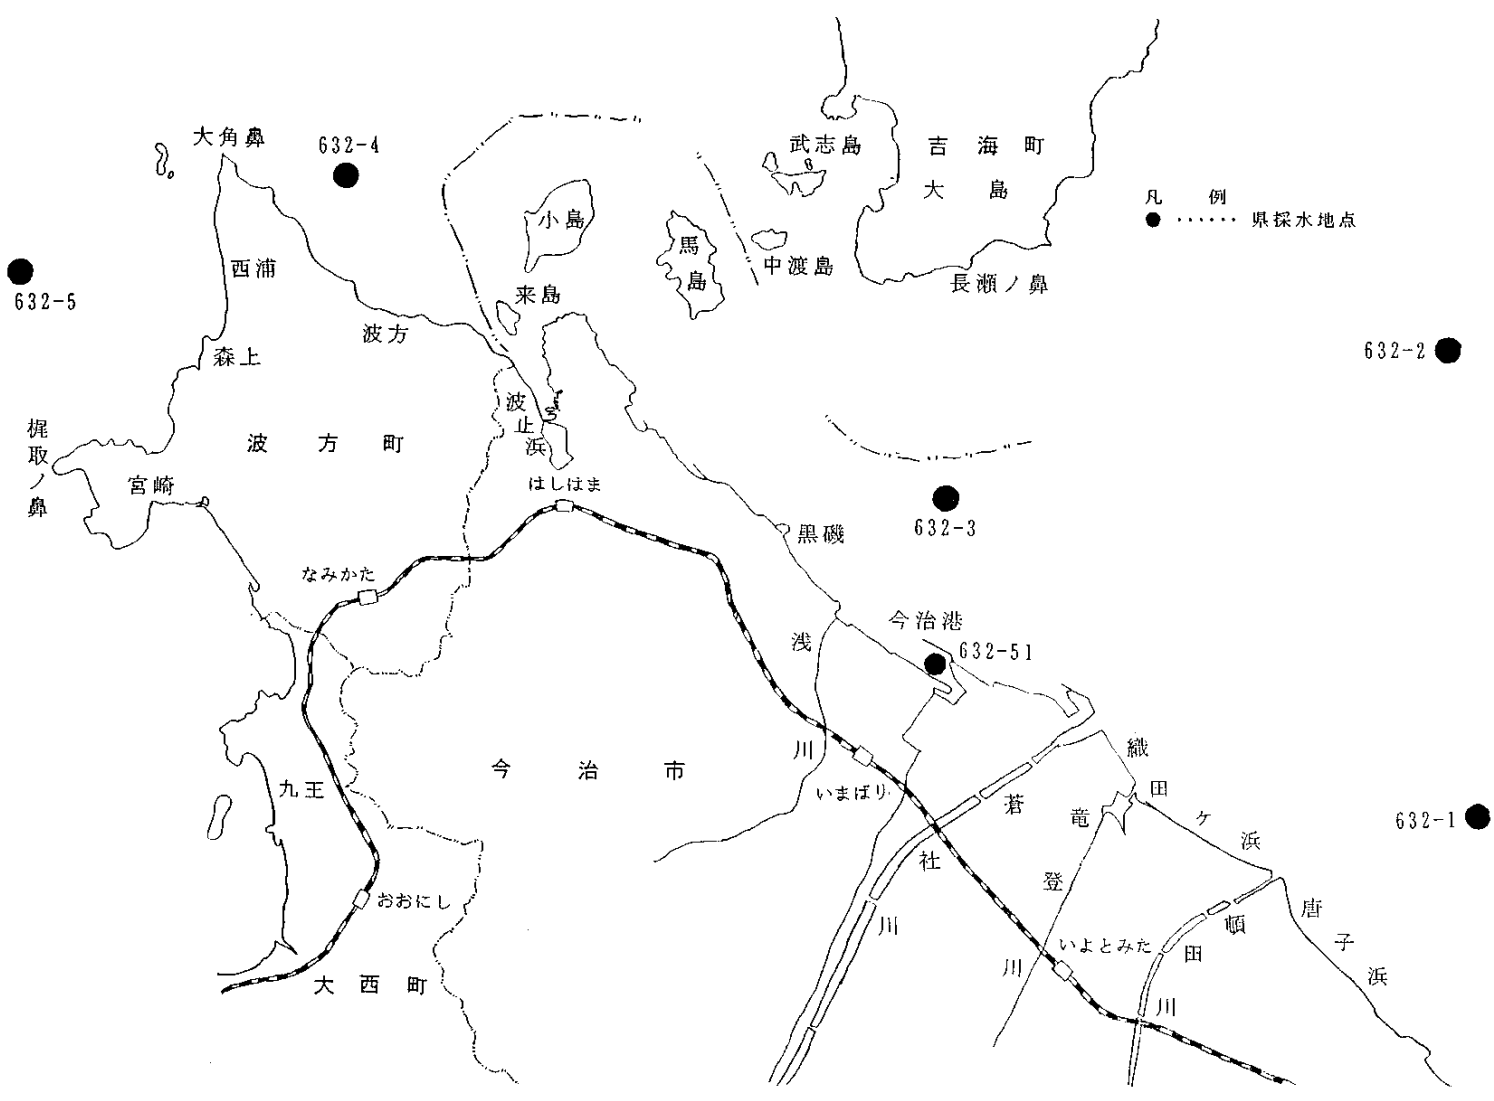 大角鼻
632-4
武志島
吉海町
大島
凡例
県採水地点
小島
馬島
中渡島
長瀬ノ鼻
西浦
632-5
来島
波方
森上
632-2
波止浜
梶取ノ鼻
波方町
宮崎
はしはま
632-3
黒磯
なみかた
今治港
632-51
浅川
織田ケ浜
今治市
九王
いまばり
蒼社川
竜登川
632-1
おおにし
頓田川
唐子浜
いよとみた
大西町